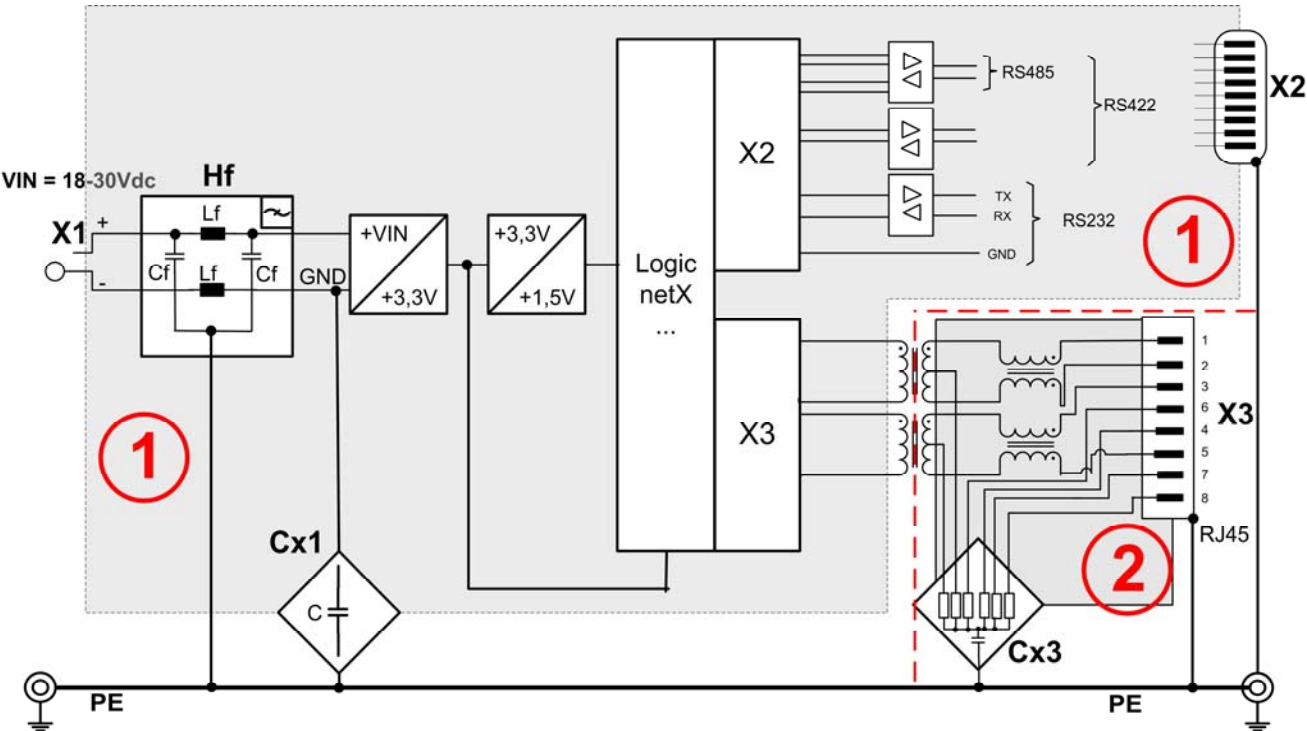 X2
RS485
RS422
X2
VIN = 18-30Vdc
Hf
TX
RX
RS232
1
X1
+
Lf
+VIN
+3,3V
GND
Cf
Lf
Cf
GND
-
+3,3V
+1,5V
Logic
netX
...
1
2
3
6
4
5
7
8
X3
X3
1
RJ45
Cx1
2
C
Cx3
PE
PE